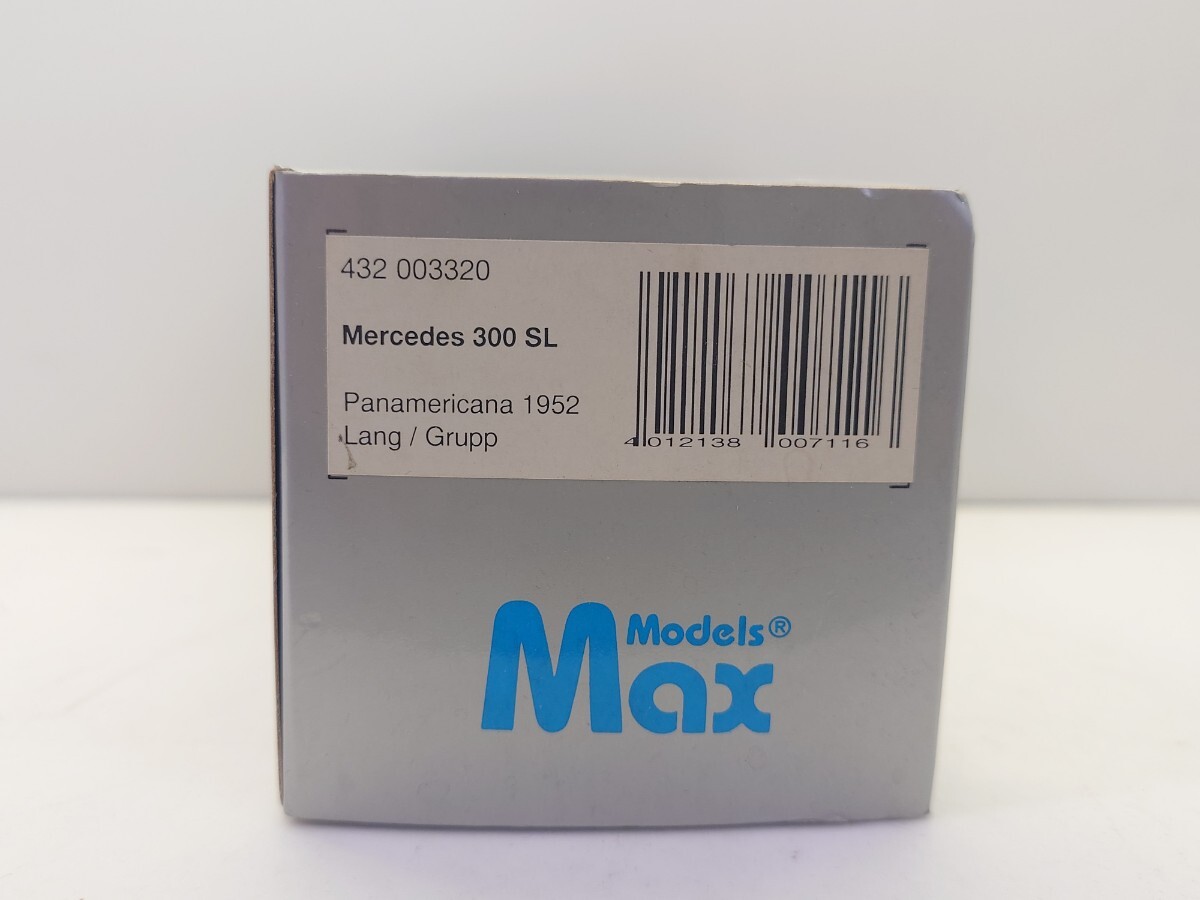 432 003320
Mercedes 300 SL
Panamericana 1952
Lang / Grupp
4 012138 007116
Models®
Max